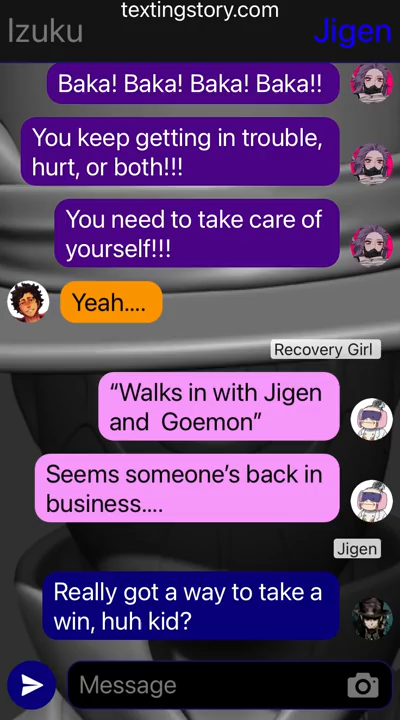 textingstory.com
Izuku
Jigen
Baka! Baka! Baka! Baka!!
You keep getting in trouble,
hurt, or both!!!
You need to take care of
yourself!!!
Yeah....
Recovery Girl
“Walks in with Jigen
and  Goemon”
Seems someone’s back in
business....
Jigen
Really got a way to take a
win, huh kid?
Message